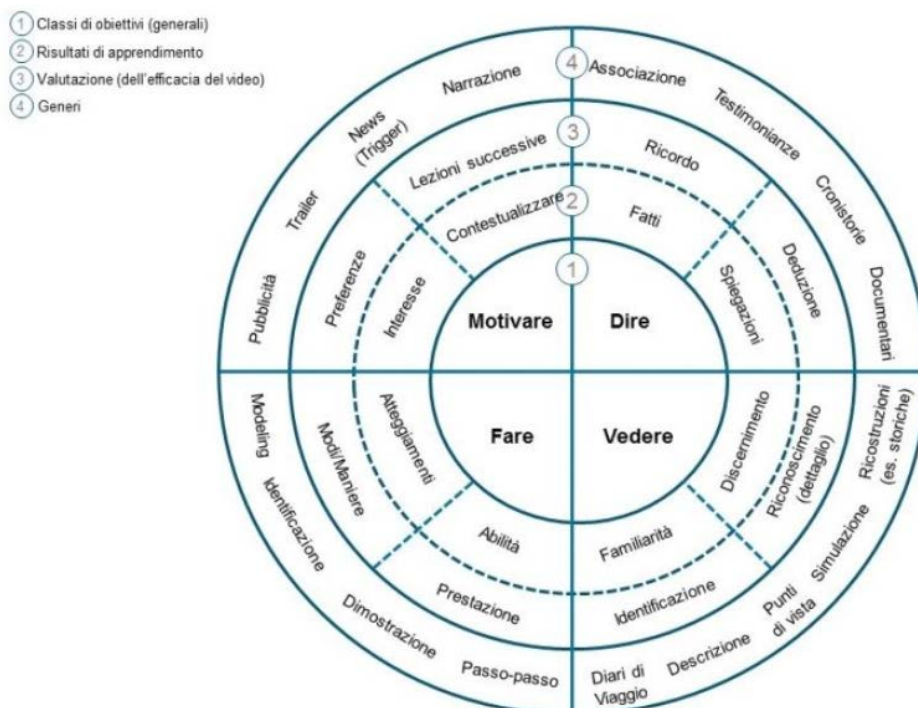 1 Classi di obiettivi (generali)
2 Risultati di apprendimento
3 Valutazione (dell'efficacia del video)
4 Generi
4
3
2
1
Motivare
Dire
Fare
Vedere
Contestualizzare
Interesse
Fatti
Spiegazioni
Discernimento
Familiarità
Abilità
Atteggiamenti
Lezioni successive
Preferenze
Ricordo
Deduzione
Riconoscimento
(dettaglio)
Identificazione
Prestazione
Modi/Maniere
Pubblicità
Trailer
News
(Trigger)
Narrazione
Associazione
Testimonianze
Cronistorie
Documentari
Ricostruzioni
(es. storiche)
Simulazione
Punti
di vista
Descrizione
Diari di
Viaggio
Passo-passo
Dimostrazione
Identificazione
Modeling